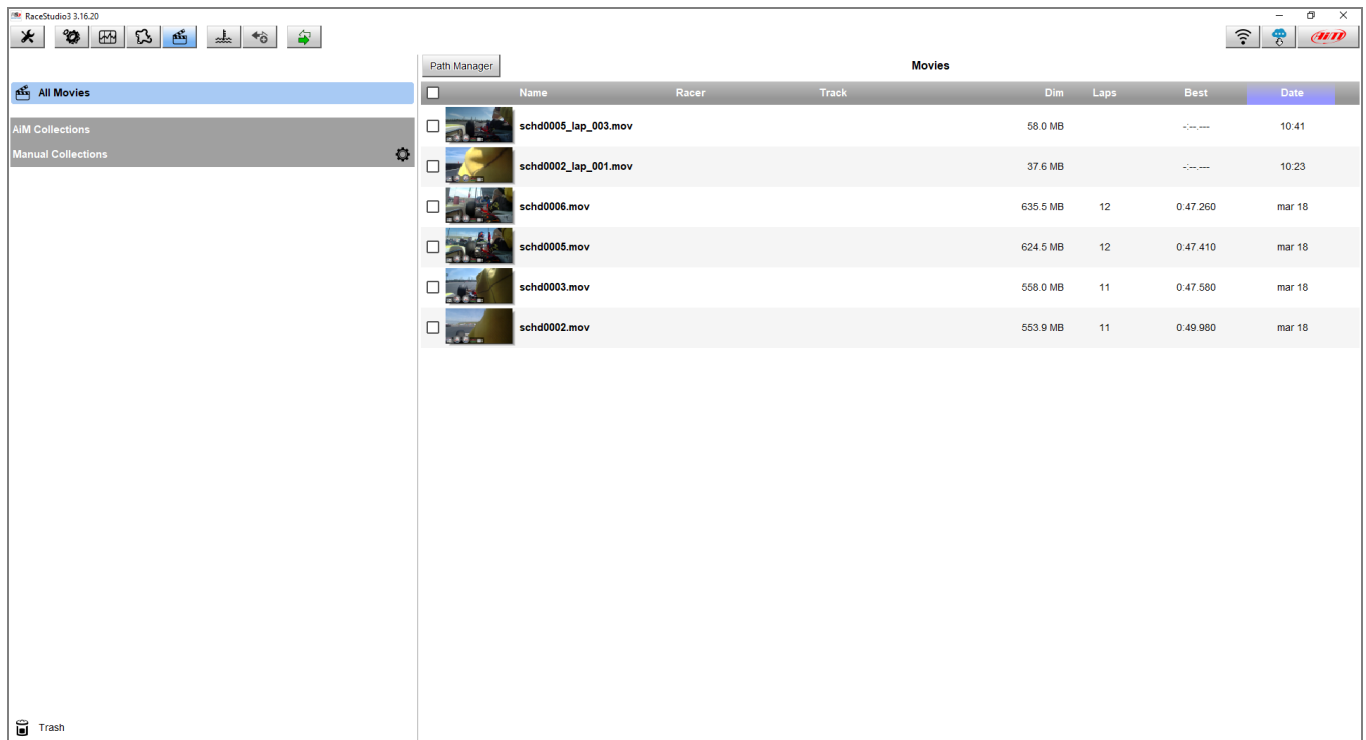 RaceStudio3 3.16.20
AiM
Path Manager
Movies
All Movies
Name Racer Track Dim Laps Best Date
AiM Collections
Manual Collections
schd0005_lap_003.mov 58.0 MB -:--.--- 10:41
schd0002_lap_001.mov 37.6 MB -:--.--- 10:23
schd0006.mov 635.5 MB 12 0:47.260 mar 18
schd0005.mov 624.5 MB 12 0:47.410 mar 18
schd0003.mov 558.0 MB 11 0:47.580 mar 18
schd0002.mov 553.9 MB 11 0:49.980 mar 18
Trash